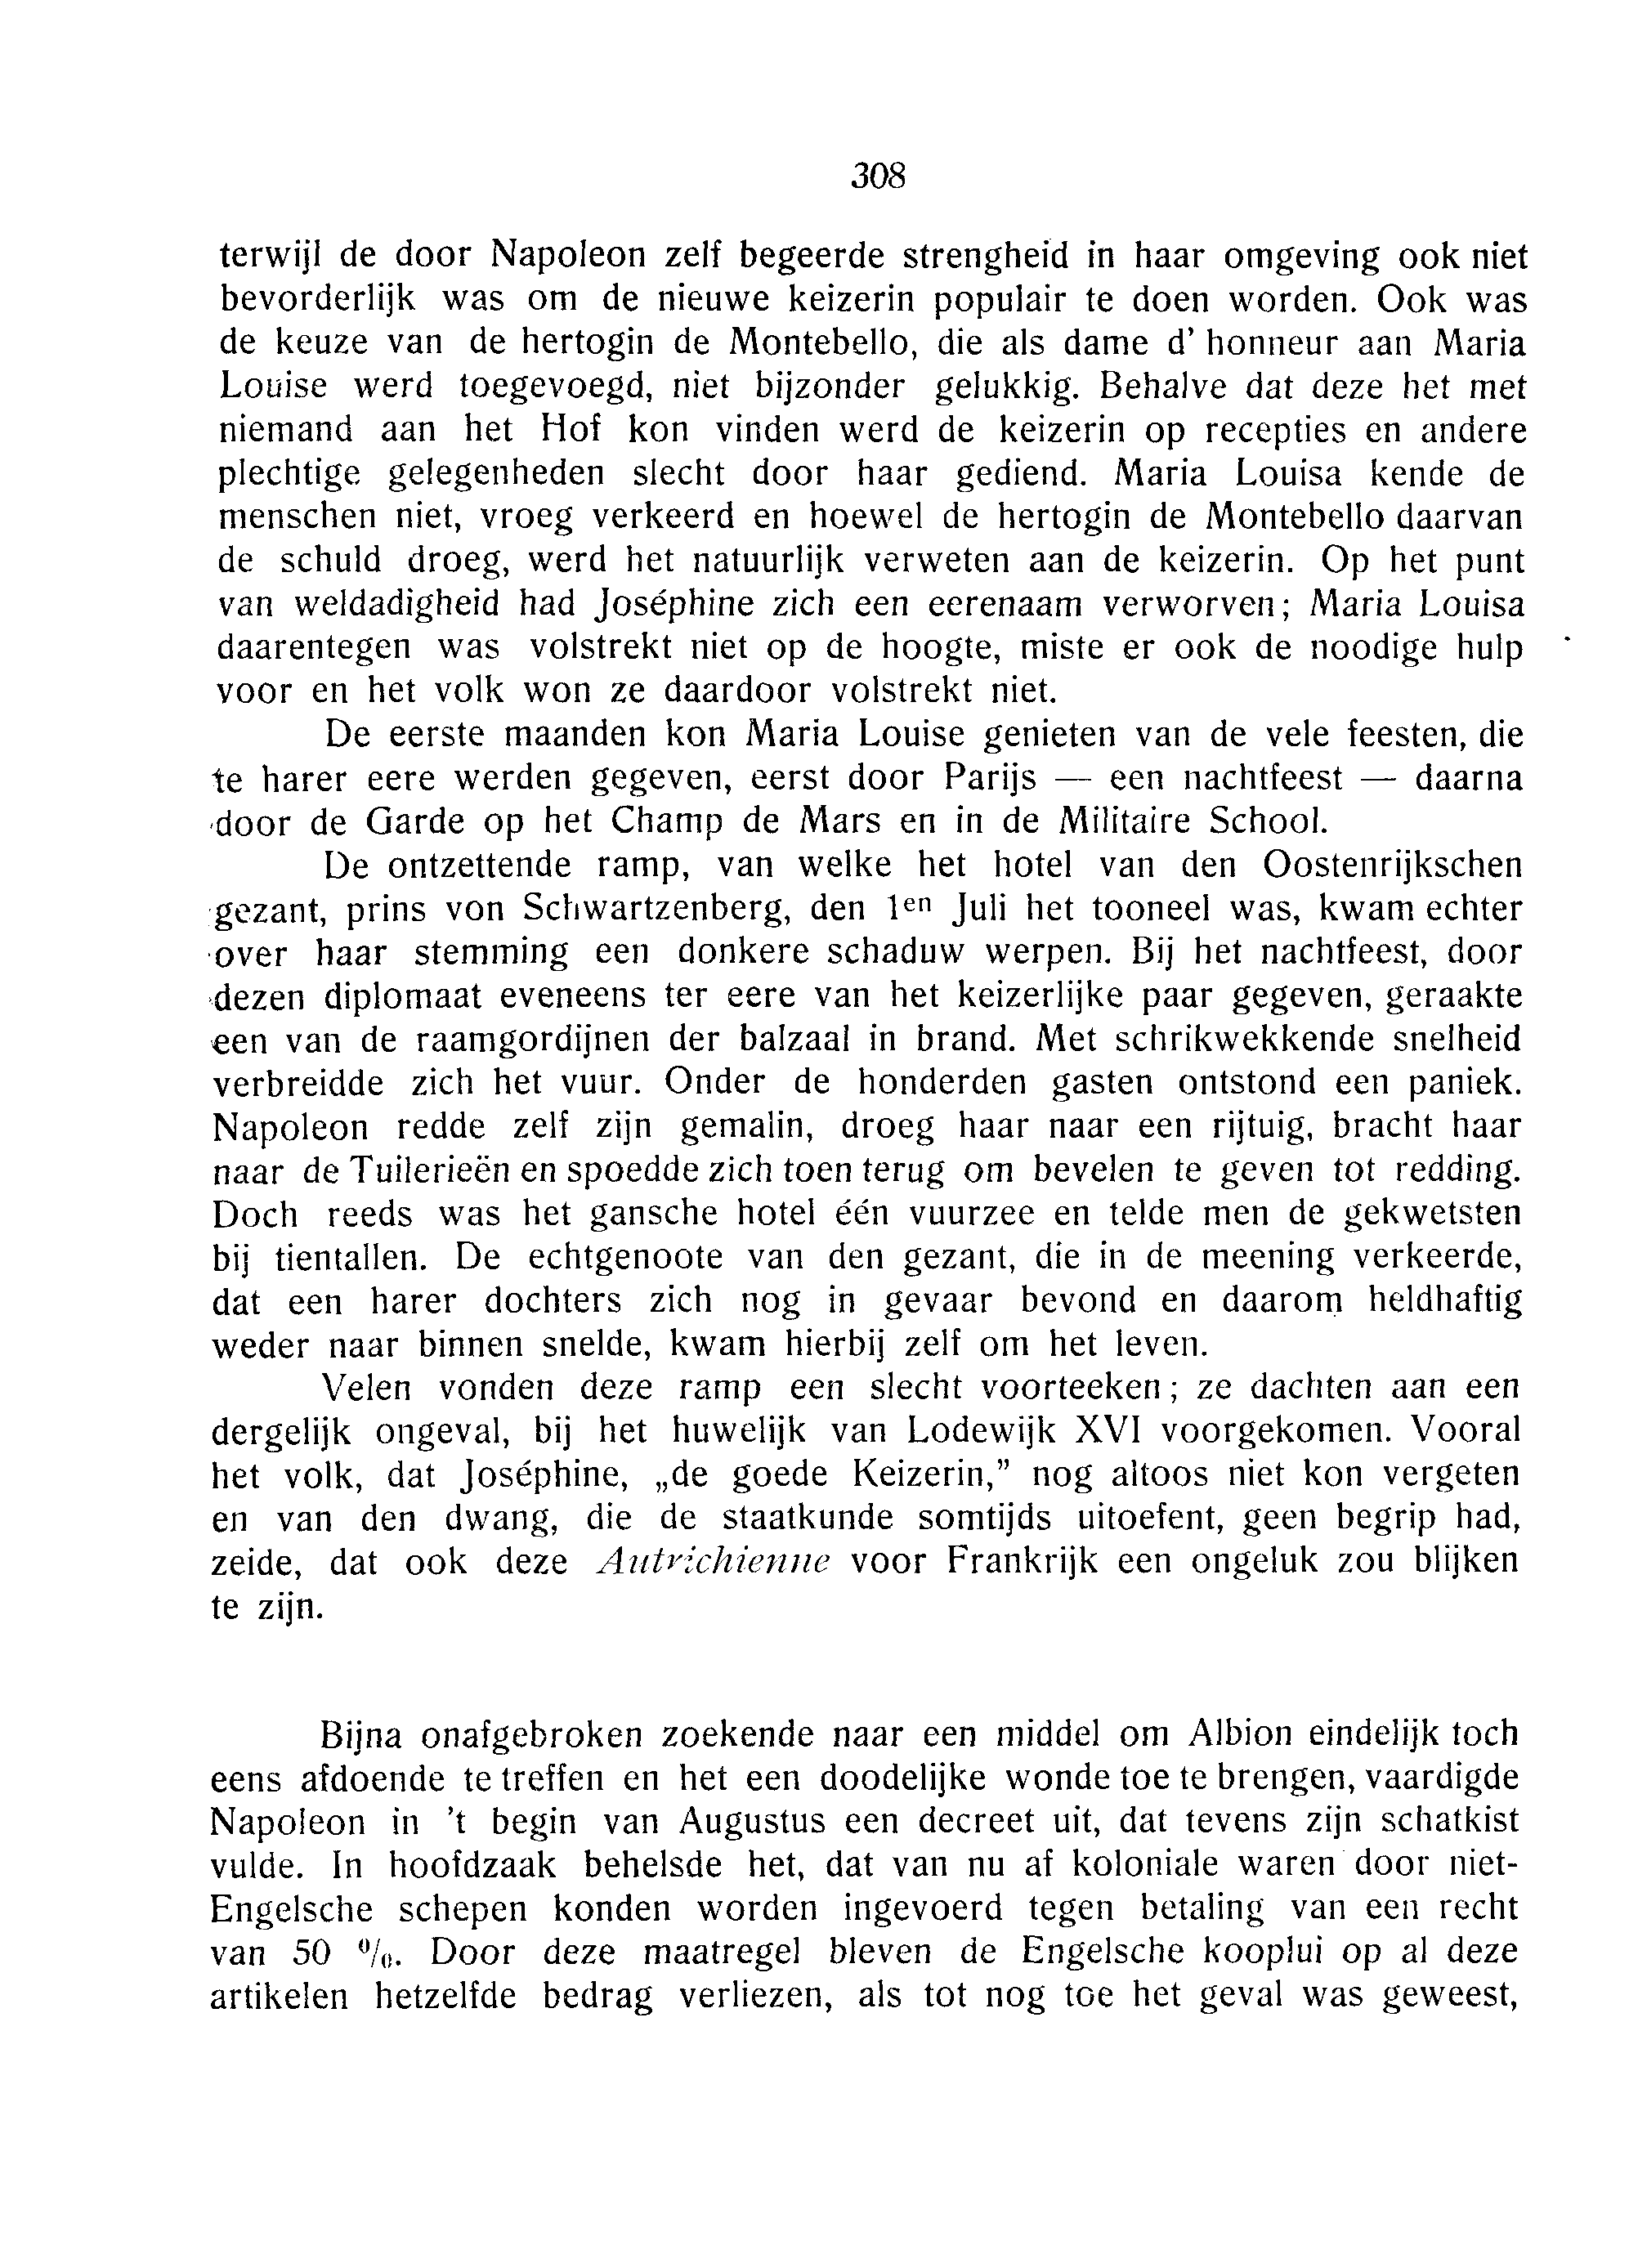 308
terwijl de door Napoleon zelf begeerde strengheid in haar omgeving ook niet
bevorderlijk was om de nieuwe keizerin populair te doen worden. Ook was
de keuze van de hertogin de Montebello, die als dame d' honneur aan Maria
Louise werd toegevoegd, niet bijzonder gelukkig. Behalve dat deze het met
niemand aan het Hof kon vinden werd de keizerin op recepties en andere
plechtige gelegenheden slecht door haar gediend. Maria Louisa kende de
menschen niet, vroeg verkeerd en hoewel de hertogin de Montebello daarvan
de schuld droeg, werd het natuurlijk verweten aan de keizerin. Op het punt
van weldadigheid had Joséphine zich een eerenaam verworven; Maria Louisa
daarentegen was volstrekt niet op de hoogte, miste er ook de noodige hulp
voor en het volk won ze daardoor volstrekt niet.
De eerste maanden kon Maria Louise genieten van de vele feesten, die
te harer eere werden gegeven, eerst door Parijs — een nachtfeest — daarna
door de Garde op het Champ de Mars en in de Militaire School.
De ontzettende ramp, van welke het hotel van den Oostenrijkschen
gezant, prins von Schwartzenberg, den 1en Juli het tooneel was, kwam echter
over haar stemming een donkere schaduw werpen. Bij het nachtfeest, door
dezen diplomaat eveneens ter eere van het keizerlijke paar gegeven, geraakte
een van de raamgordijnen der balzaal in brand. Met schrikwekkende snelheid
verbreidde zich het vuur. Onder de honderden gasten ontstond een paniek.
Napoleon redde zelf zijn gemalin, droeg haar naar een rijtuig, bracht haar
naar de Tuilerieën en spoedde zich toen terug om bevelen te geven tot redding.
Doch reeds was het gansche hotel één vuurzee en telde men de gekwetsten
bij tientallen. De echtgenoote van den gezant, die in de meening verkeerde,
dat een harer dochters zich nog in gevaar bevond en daarom heldhaftig
weder naar binnen snelde, kwam hierbij zelf om het leven.
Velen vonden deze ramp een slecht voorteeken; ze dachten aan een
dergelijk ongeval, bij het huwelijk van Lodewijk XVI voorgekomen. Vooral
het volk, dat Joséphine, „de goede Keizerin,” nog altoos niet kon vergeten
en van den dwang, die de staatkunde somtijds uitoefent, geen begrip had,
zeide, dat ook deze Autrichienne voor Frankrijk een ongeluk zou blijken
te zijn.
Bijna onafgebroken zoekende naar een middel om Albion eindelijk toch
eens afdoende te treffen en het een doodelijke wonde toe te brengen, vaardigde
Napoleon in 't begin van Augustus een decreet uit, dat tevens zijn schatkist
vulde. In hoofdzaak behelsde het, dat van nu af koloniale waren door niet-
Engelsche schepen konden worden ingevoerd tegen betaling van een recht
van 50 %. Door deze maatregel bleven de Engelsche kooplui op al deze
artikelen hetzelfde bedrag verliezen, als tot nog toe het geval was geweest,